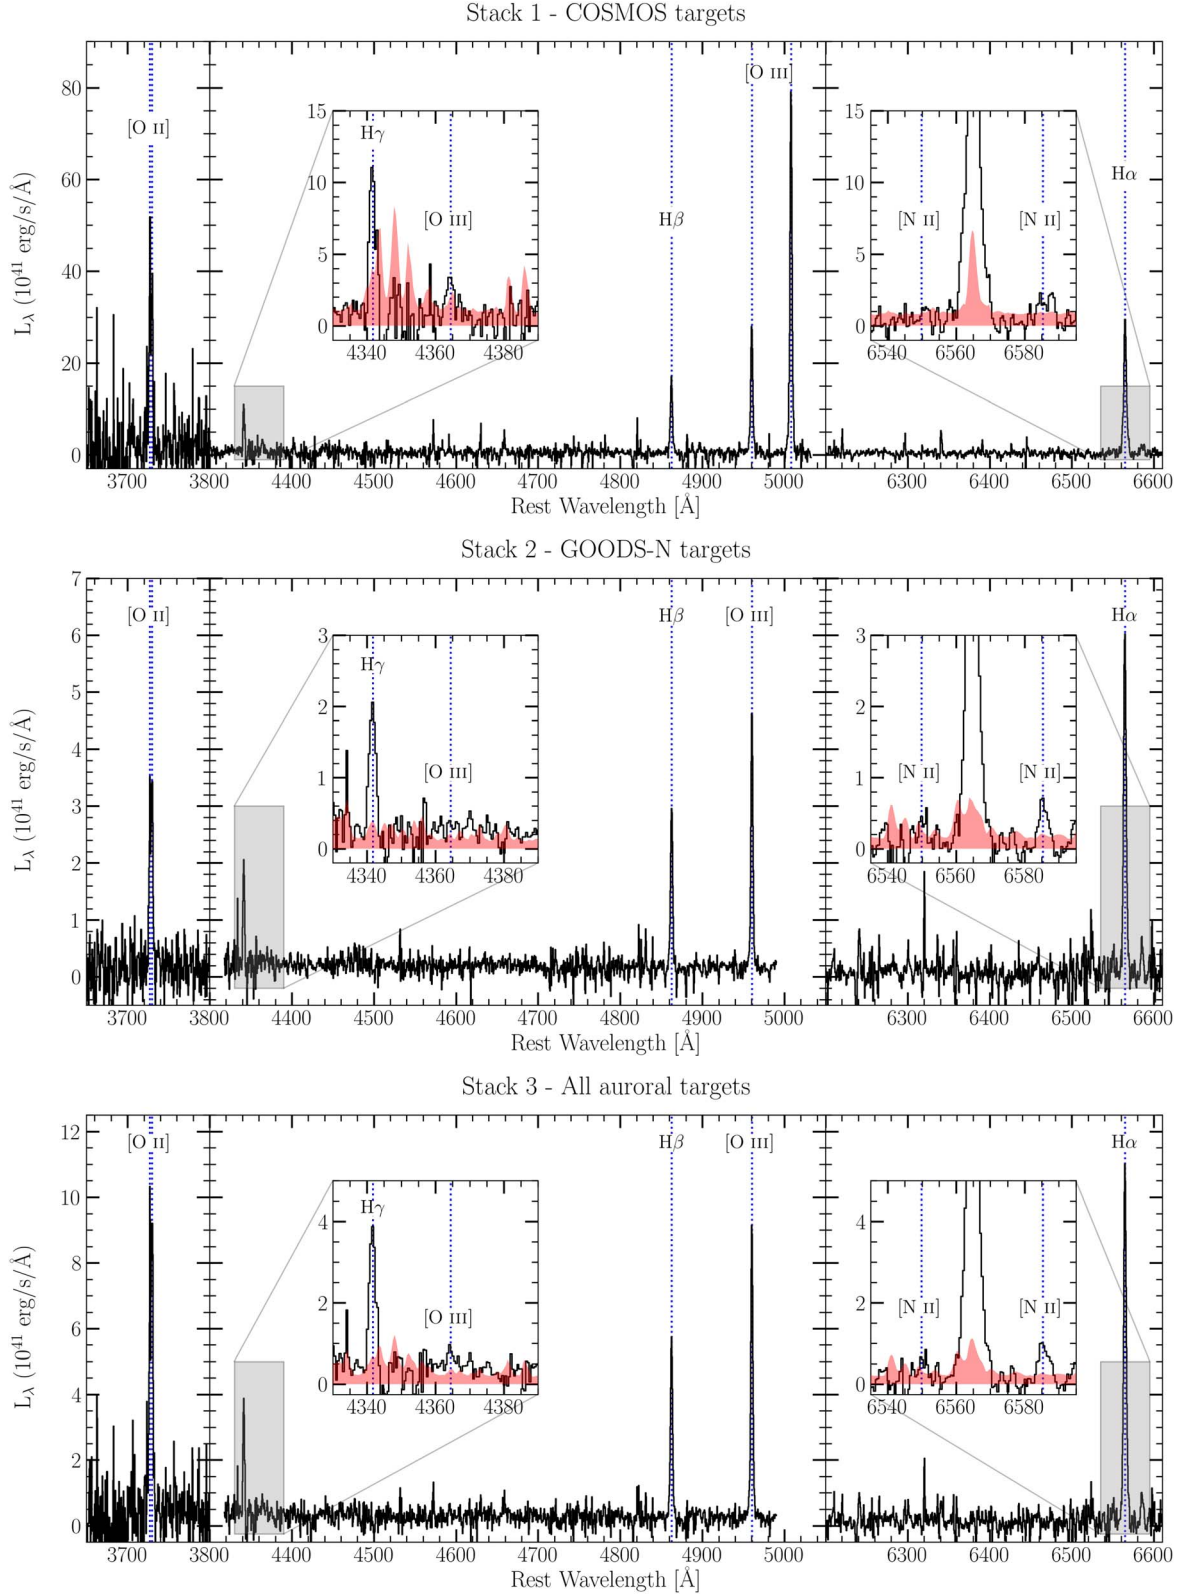 Stack 1 - COSMOS targets
L_λ (10^41 erg/s/Å)
80
60
40
20
0
[O II]
Hβ
[O III]
Hα
15
10
5
0
Hγ
[O III]
4340 4360 4380
15
10
5
0
[N II] [N II]
6540 6560 6580
3700 3800 4400 4500 4600 4700 4800 4900 5000 6300 6400 6500 6600
Rest Wavelength [Å]
Stack 2 - GOODS-N targets
L_λ (10^41 erg/s/Å)
7
6
5
4
3
2
1
0
[O II]
Hβ
[O III]
Hα
3
2
1
0
Hγ
[O III]
4340 4360 4380
3
2
1
0
[N II] [N II]
6540 6560 6580
3700 3800 4400 4500 4600 4700 4800 4900 5000 6300 6400 6500 6600
Rest Wavelength [Å]
Stack 3 - All auroral targets
L_λ (10^41 erg/s/Å)
12
10
8
6
4
2
0
[O II]
Hβ
[O III]
Hα
4
2
0
Hγ
[O III]
4340 4360 4380
4
2
0
[N II] [N II]
6540 6560 6580
3700 3800 4400 4500 4600 4700 4800 4900 5000 6300 6400 6500 6600
Rest Wavelength [Å]